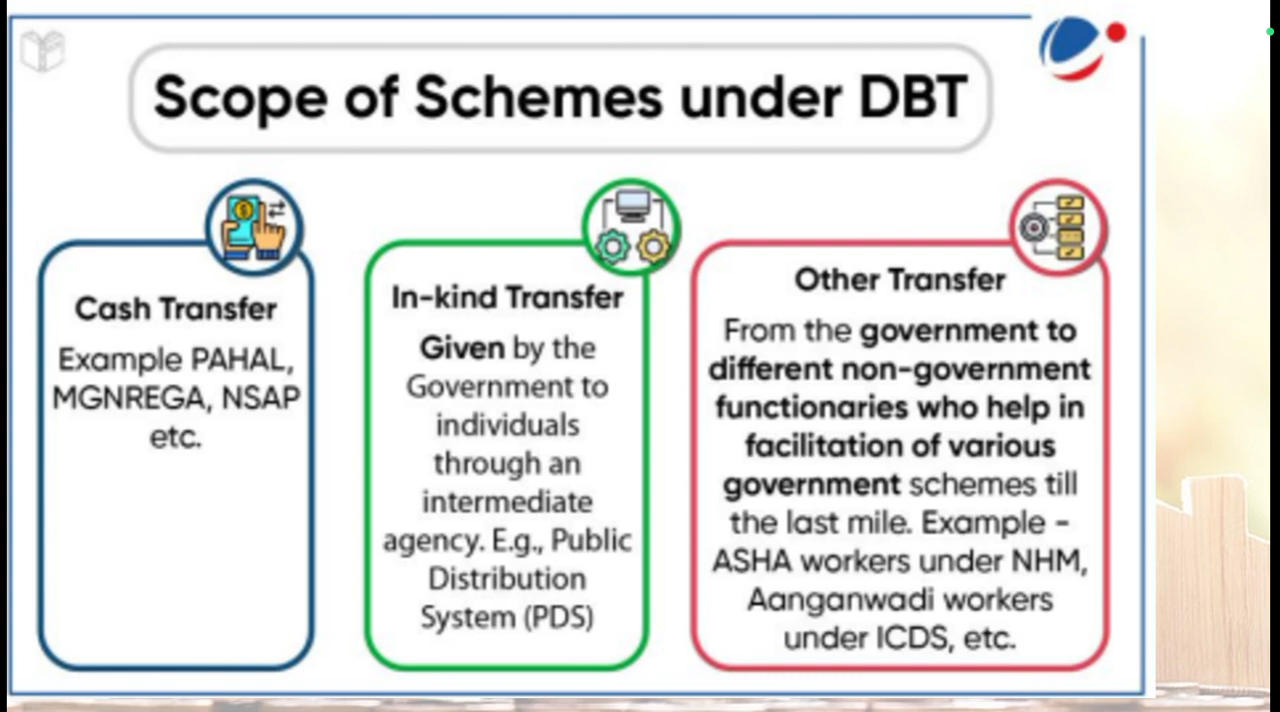 Scope of Schemes under DBT
Cash Transfer
Example PAHAL,
MGNREGA, NSAP
etc.
In-kind Transfer
Given by the
Government to
individuals
through an
intermediate
agency. E.g., Public
Distribution
System (PDS)
Other Transfer
From the government to
different non-government
functionaries who help in
facilitation of various
government schemes till
the last mile. Example -
ASHA workers under NHM,
Aanganwadi workers
under ICDS, etc.